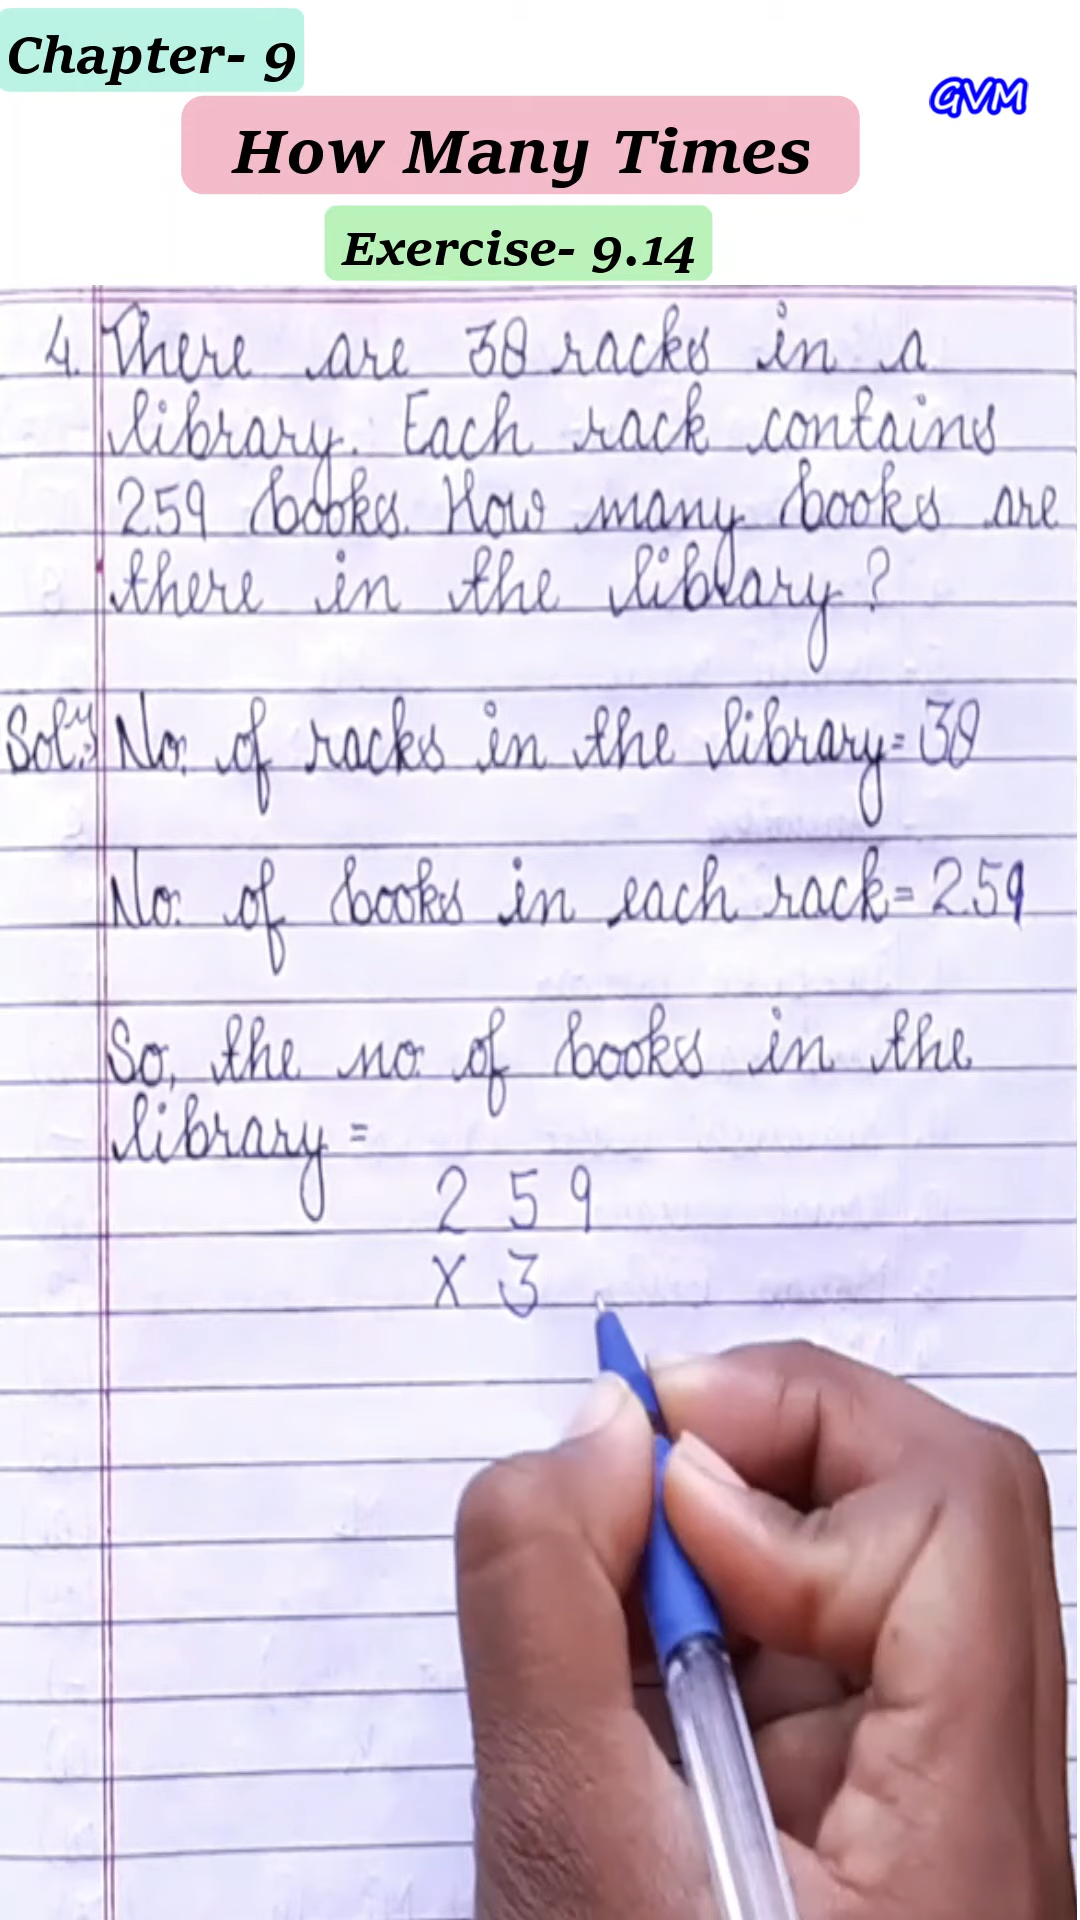 Chapter- 9
GVM
How Many Times
Exercise- 9.14
4. There are 38 racks in a
library. Each rack contains
259 books. How many books are
there in the library?
Solⁿ: No. of racks in the library = 38
No. of books in each rack = 259
So, the no. of books in the
library =
2 5 9
× 3